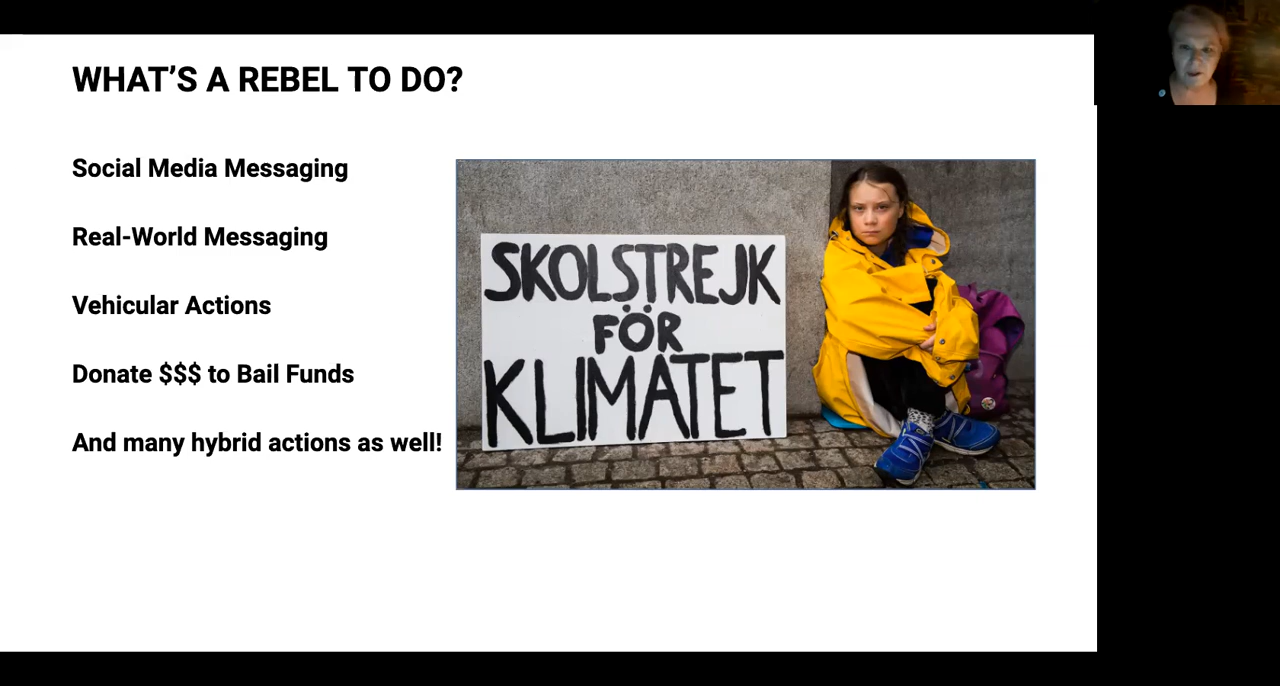 WHAT’S A REBEL TO DO?
Social Media Messaging
Real-World Messaging
Vehicular Actions
Donate $$$ to Bail Funds
And many hybrid actions as well!
SKOLSTREJK
FÖR
KLIMATET